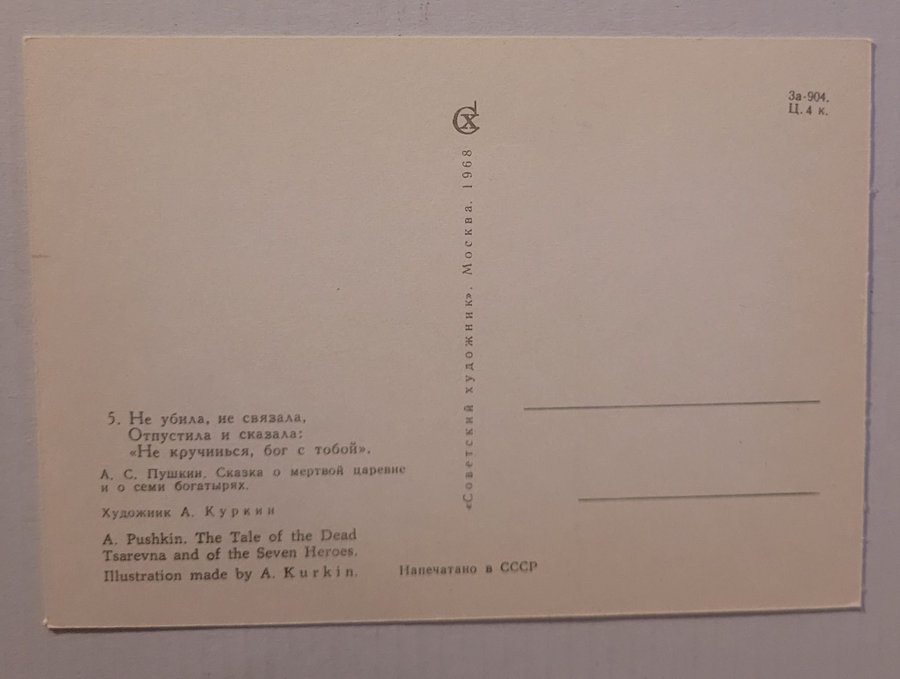 Сх
За-904.
Ц. 4 к.
«Советский художник». Москва. 1968
5. Не убила, не связала,
Отпустила и сказала:
«Не кручинься, бог с тобой».
А. С. Пушкин. Сказка о мертвой царевне
и о семи богатырях.
Художник А. Куркин
A. Pushkin. The Tale of the Dead
Tsarevna and of the Seven Heroes.
Illustration made by A. Kurkin.
Напечатано в СССР